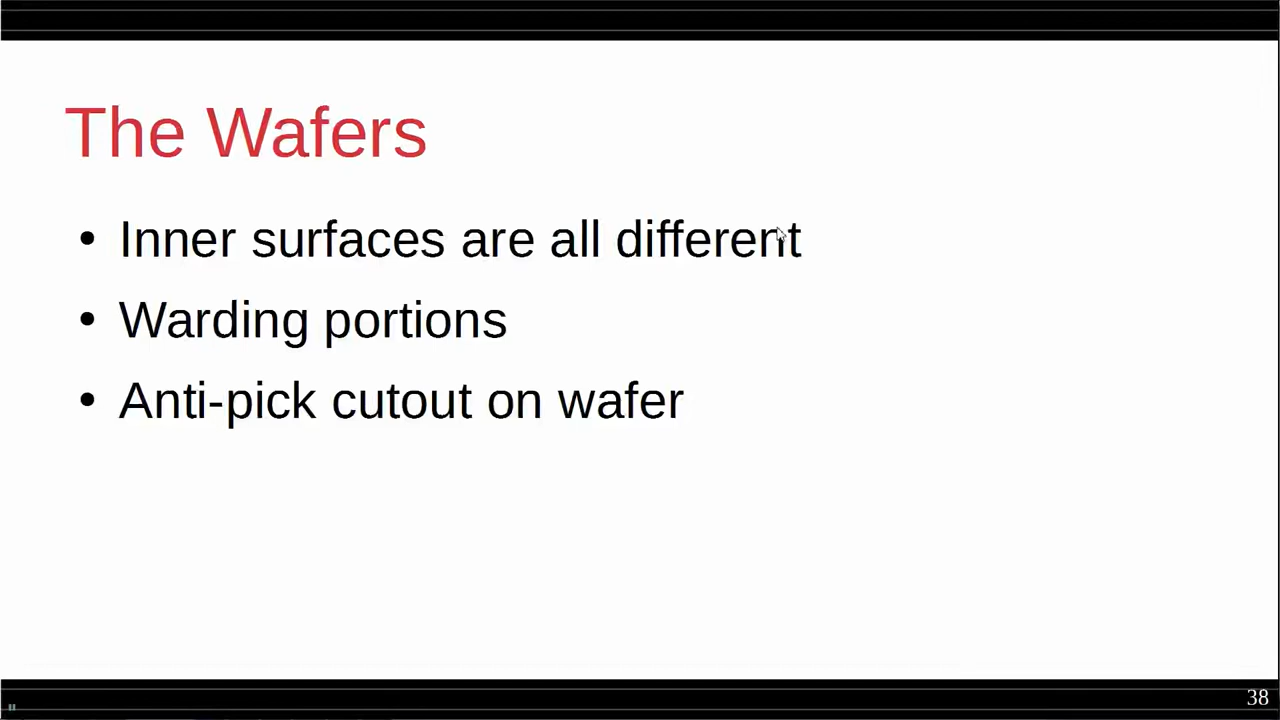 The Wafers
• Inner surfaces are all different
• Warding portions
• Anti-pick cutout on wafer
38
"